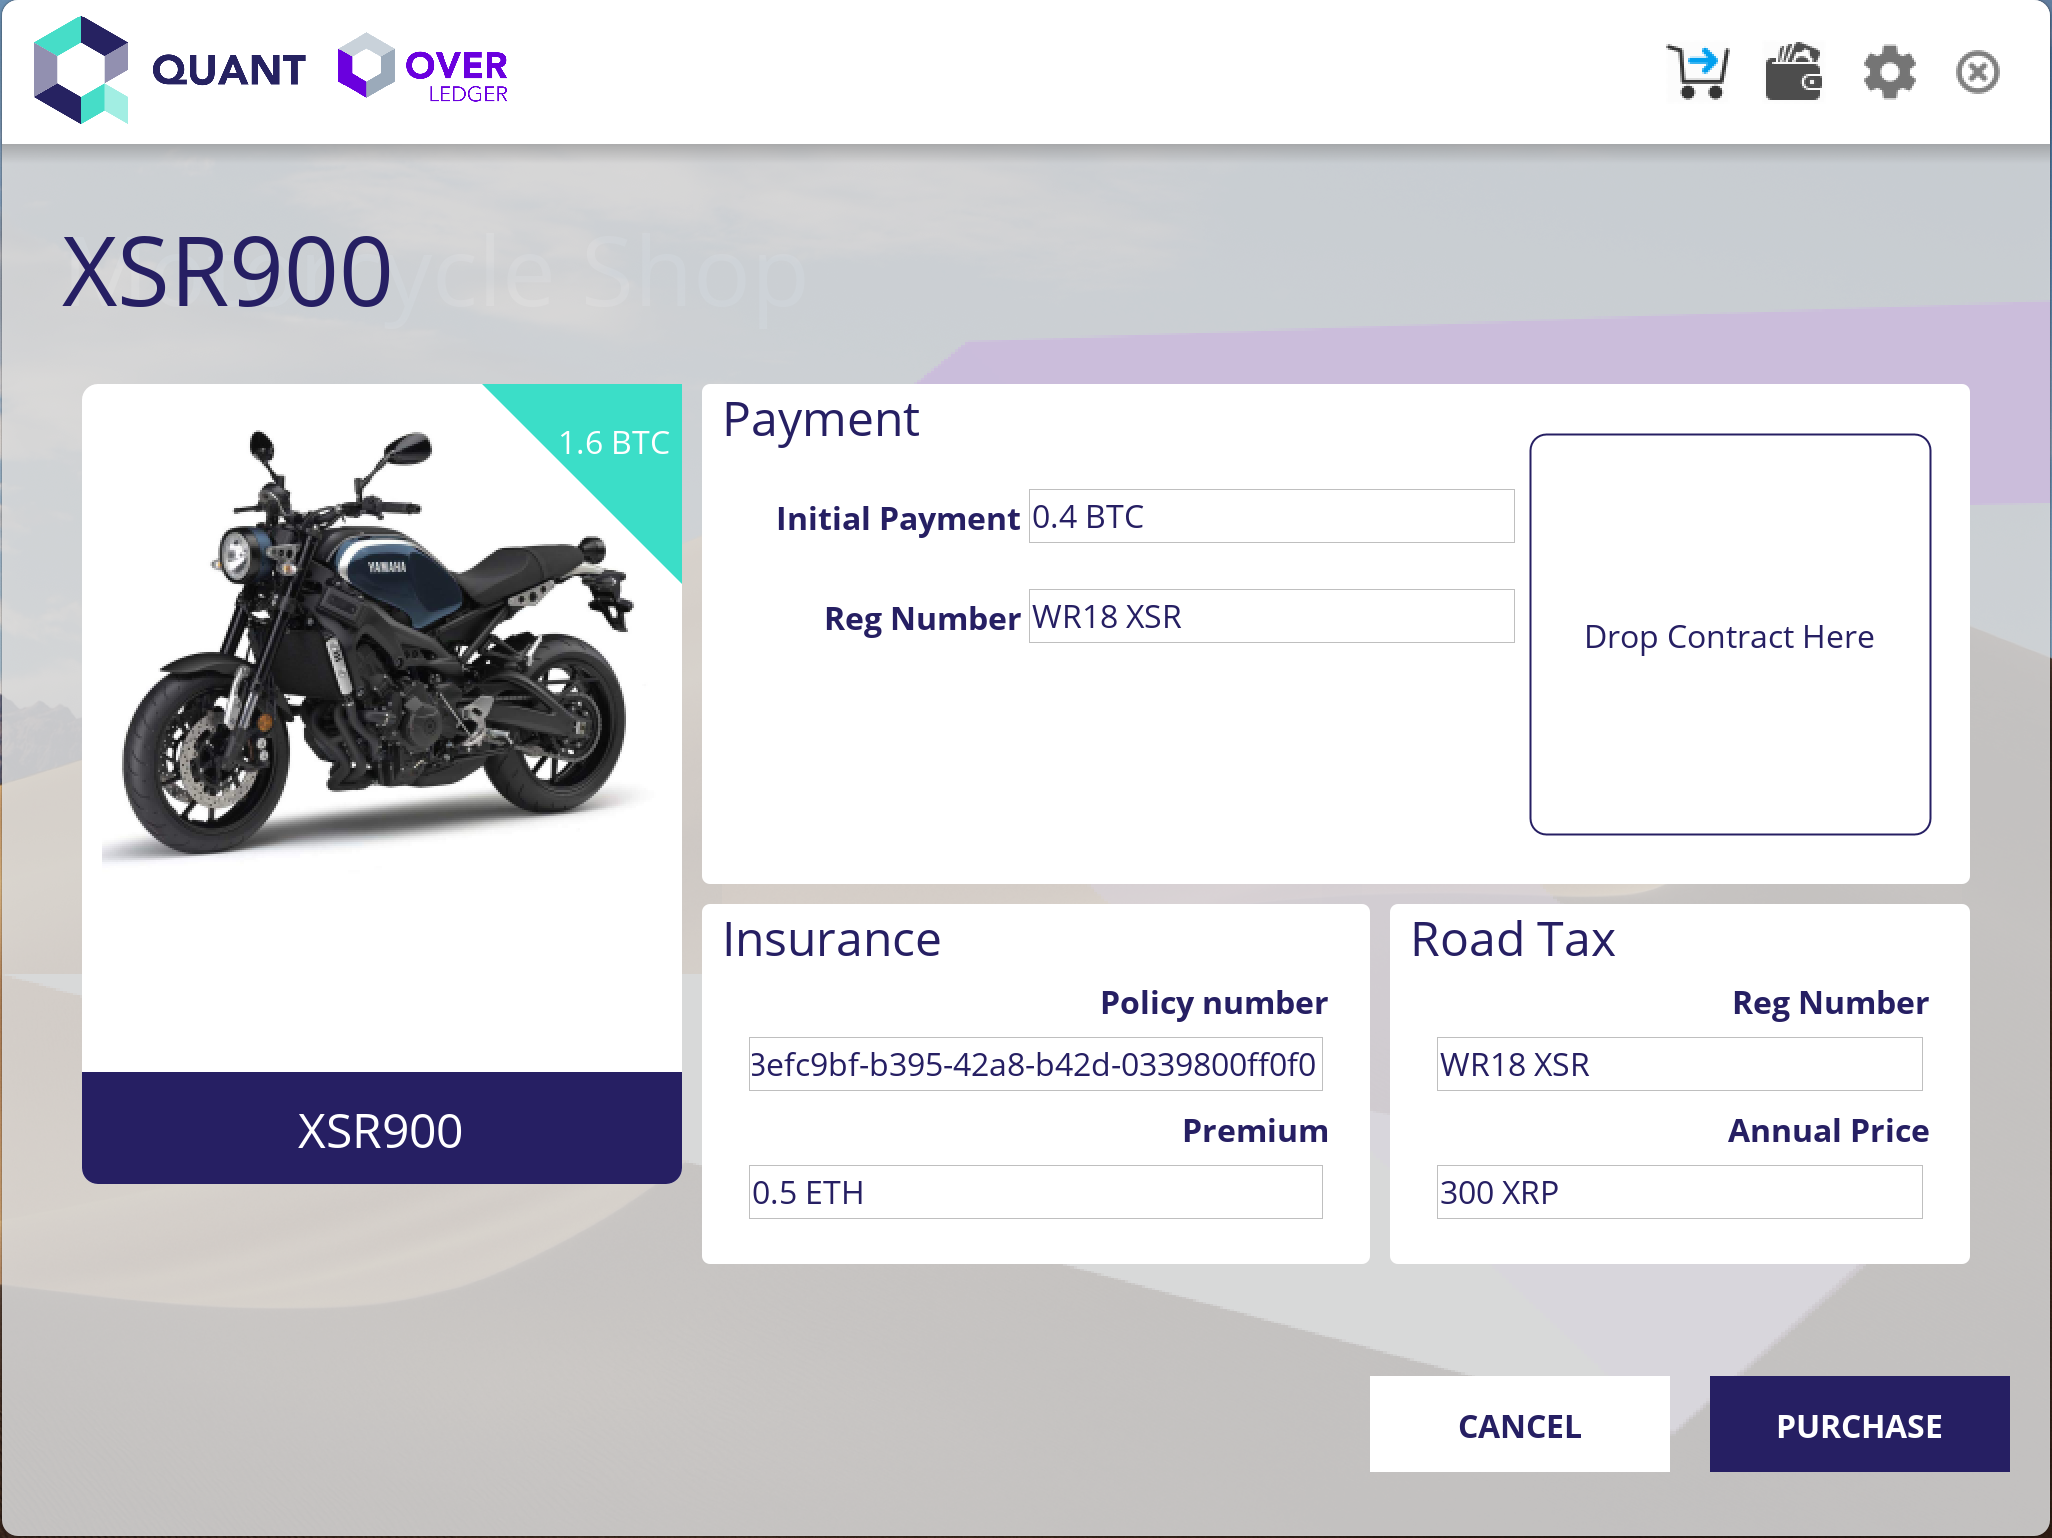 QUANT
OVER
LEDGER
XSR900
cycle Shop
1.6 BTC
YAMAHA
XSR900
Payment
Initial Payment 0.4 BTC
Reg Number WR18 XSR
Drop Contract Here
Insurance
Policy number
3efc9bf-b395-42a8-b42d-0339800ff0f0
Premium
0.5 ETH
Road Tax
Reg Number
WR18 XSR
Annual Price
300 XRP
CANCEL
PURCHASE